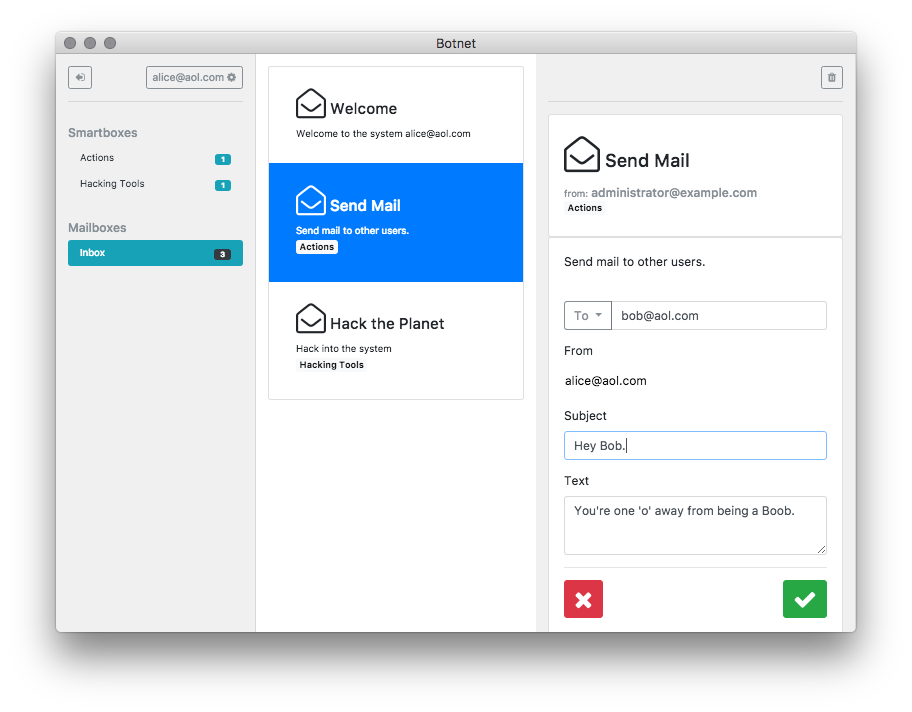 Botnet
alice@aol.com
Smartboxes
Actions 1
Hacking Tools 1
Mailboxes
Inbox 3
Welcome
Welcome to the system alice@aol.com
Send Mail
Send mail to other users.
Actions
Hack the Planet
Hack into the system
Hacking Tools
Send Mail
from: administrator@example.com
Actions
Send mail to other users.
To bob@aol.com
From
alice@aol.com
Subject
Hey Bob.
Text
You're one 'o' away from being a Boob.